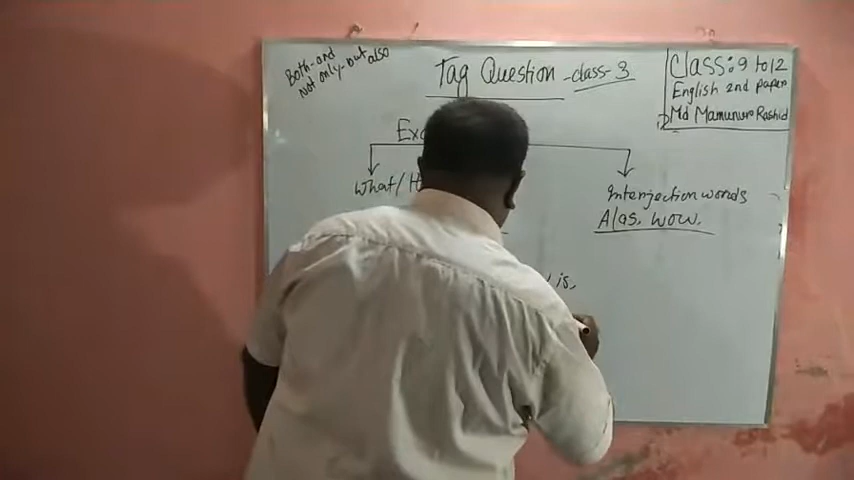 Both-and
Not only-but also
Tag Question -class-3
Class: 9 to 12
English 2nd paper
Md Mamunur Rashid
What/
Interjection words
Alas, wow,
is,